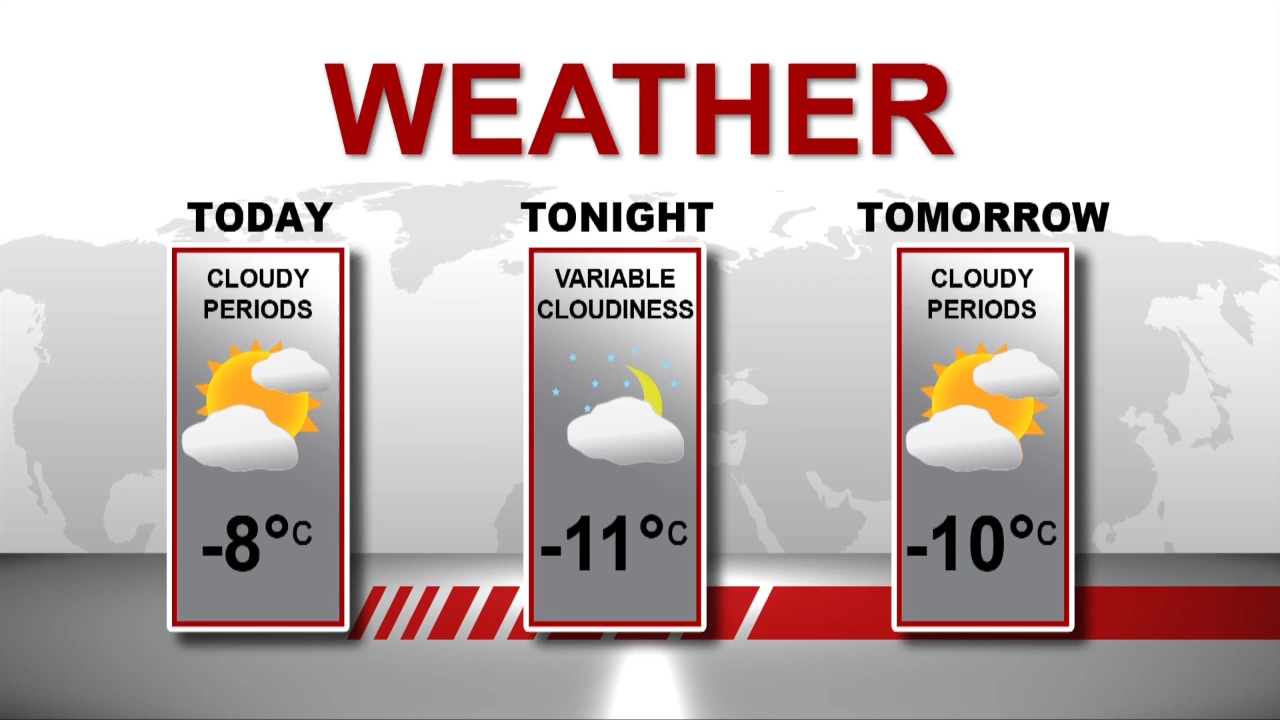 WEATHER
TODAY
CLOUDY
PERIODS
-8°C
TONIGHT
VARIABLE
CLOUDINESS
-11°C
TOMORROW
CLOUDY
PERIODS
-10°C